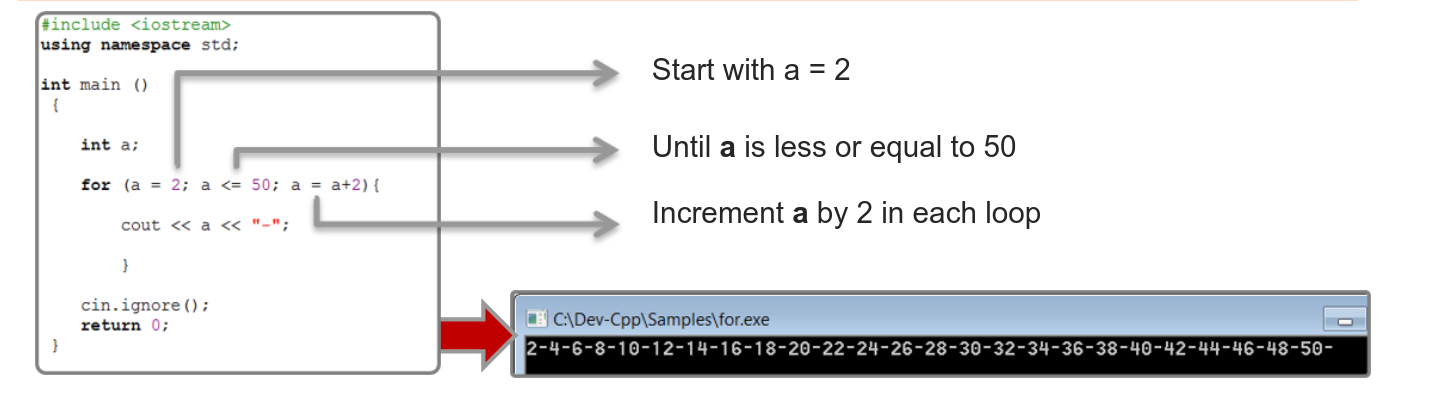 #include <iostream>
using namespace std;
int main ()
{
int a;
for (a = 2; a <= 50; a = a+2){
cout << a << "-";
}
cin.ignore();
return 0;
}
Start with a = 2
Until a is less or equal to 50
Increment a by 2 in each loop
C:\Dev-Cpp\Samples\for.exe
2-4-6-8-10-12-14-16-18-20-22-24-26-28-30-32-34-36-38-40-42-44-46-48-50-